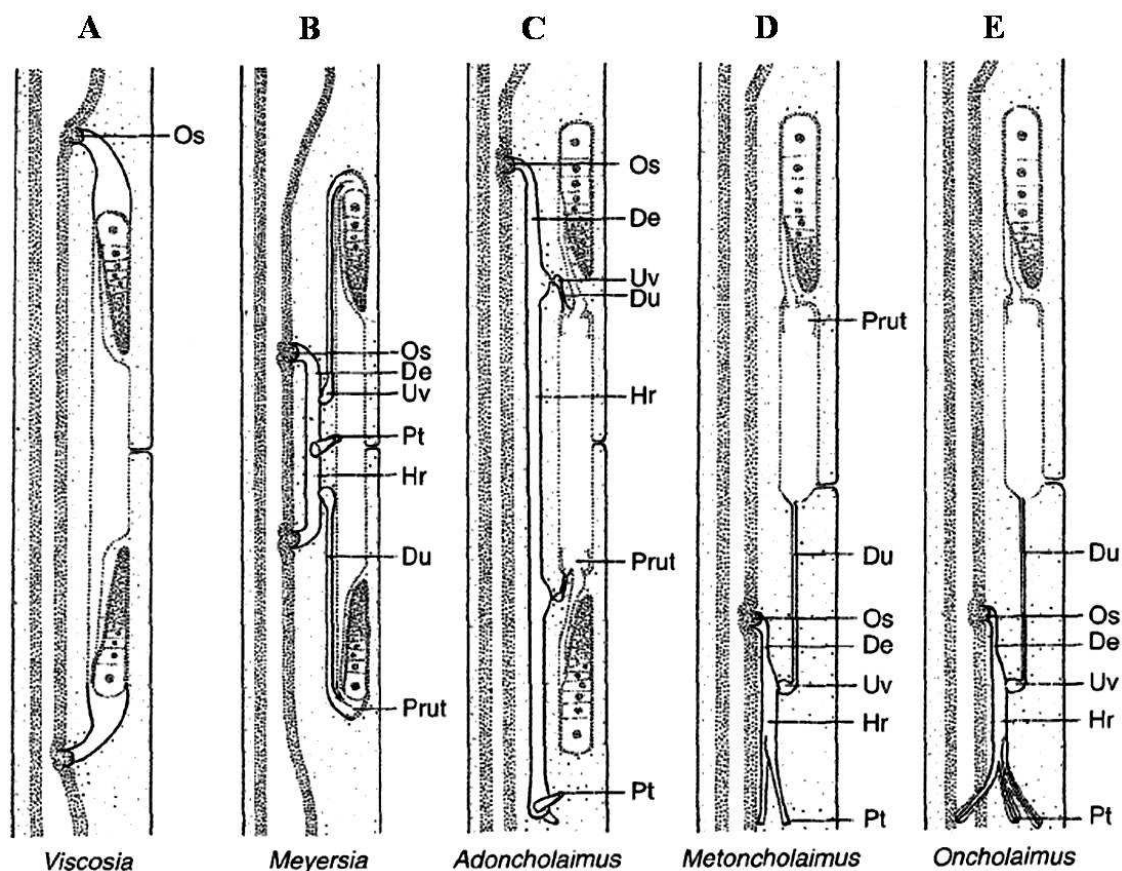 A B C D E
Os
Os
De
Uv
Pt
Hr
Du
Prut
Os
De
Uv
Du
Hr
Prut
Pt
Prut
Du
Os
De
Uv
Hr
Pt
Du
Os
De
Uv
Hr
Pt
Viscosia Meyersia Adoncholaimus Metoncholaimus Oncholaimus